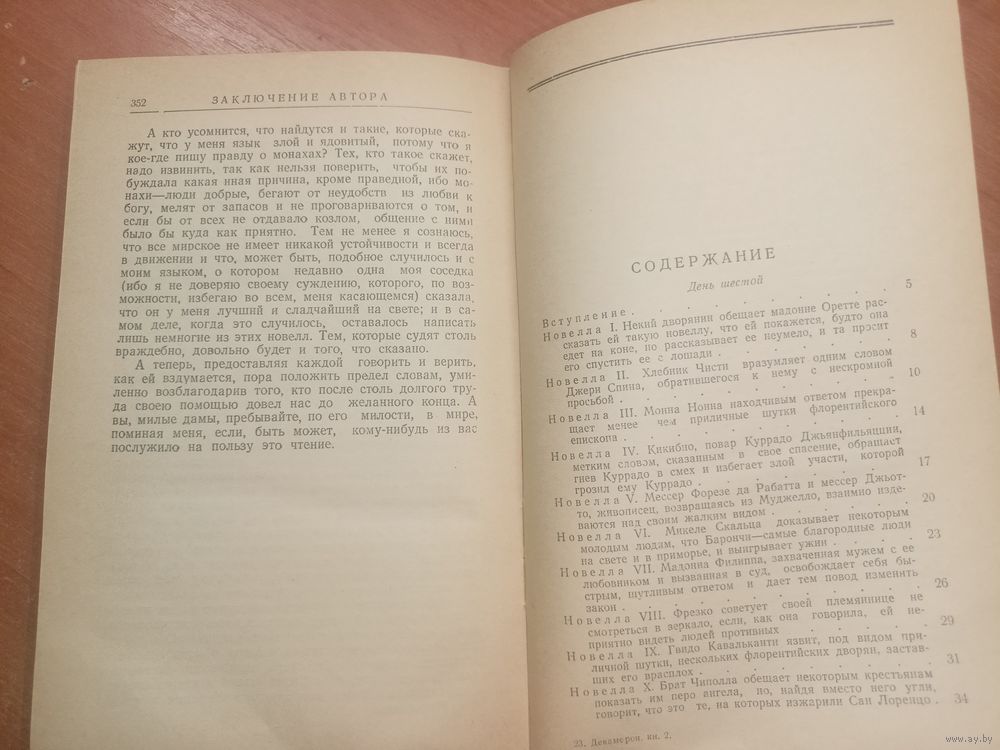 352 ЗАКЛЮЧЕНИЕ АВТОРА
А кто усомнится, что найдутся и такие, которые ска-
жут, что у меня язык злой и ядовитый, потому что я
кое-где пишу правду о монахах? Тех, кто такое скажет,
надо извинить, так как нельзя поверить, чтобы их по-
буждала какая иная причина, кроме праведной, ибо мо-
нахи—люди добрые, бегают от неудобств из любви к
богу, мелят от запасов и не проговариваются о том, и
если бы от всех не отдавало козлом, общение с ними
было бы куда как приятно. Тем не менее я сознаюсь,
что все мирское не имеет никакой устойчивости и всегда
в движении и что, может быть, подобное случилось и с
моим языком, о котором недавно одна моя соседка
(ибо я не доверяю своему суждению, которого, по воз-
можности, избегаю во всем, меня касающемся) сказала,
что он у меня лучший и сладчайший на свете; и в са-
мом деле, когда это случилось, оставалось написать
лишь немногие из этих новелл. Тем, которые судят столь
враждебно, довольно будет и того, что сказано.
А теперь, предоставляя каждой говорить и верить,
как ей вздумается, пора положить предел словам, уми-
ленно возблагодарив того, кто после столь долгого тру-
да своею помощью довел нас до желанного конца. А
вы, милые дамы, пребывайте, по его милости, в мире,
поминая меня, если, быть может, кому-нибудь из вас
послужило на пользу это чтение.
СОДЕРЖАНИЕ
День шестой
Вступление . . . . . . . . 5
Новелла I. Некий дворянин обещает мадонне Оретте рас-
сказать ей такую новеллу, что ей покажется, будто она
едет на коне, но рассказывает ее неумело, и та просит
его спустить ее с лошади . . . . . . 8
Новелла II. Хлебник Чисти вразумляет одним словом
Джери Спина, обратившегося к нему с нескромной
просьбой . . . . . . . . 10
Новелла III. Монна Нонна находчивым ответом прекра-
щает менее чем приличные шутки флорентийского
епископа . . . . . . . . 14
Новелла IV. Кикибио, повар Куррадо Джьянфильяцци,
метким словом, сказанным в свое спасение, обращает
гнев Куррадо в смех и избегает злой участи, которой
грозил ему Куррадо . . . . . . 17
Новелла V. Мессер Форезе да Рабатта и мессер Джьот-
то, живописец, возвращаясь из Муджелло, взаимно изде-
ваются над своим жалким видом . . . . . 20
Новелла VI. Микеле Скальца доказывает некоторым
молодым людям, что Барончи—самые благородные люди
на свете и в приморье, и выигрывает ужин . . . . 23
Новелла VII. Мадонна Филиппа, захваченная мужем с ее
любовником и вызванная в суд, освобождает себя бы-
стрым, шутливым ответом и дает тем повод изменить
закон . . . . . . . . 26
Новелла VIII. Фрезко советует своей племяннице не
смотреться в зеркало, если, как она говорила, ей не-
приятно видеть людей противных . . . . . 29
Новелла IX. Гвидо Кавальканти язвит, под видом при-
личной шутки, нескольких флорентийских дворян, застав-
ших его врасплох . . . . . . . 31
Новелла X. Брат Чиполла обещает некоторым крестьянам
показать им перо ангела, но, найдя вместо него угли,
говорит, что это те, на которых изжарили Сан Лоренцо . 34
23. Декамерон, кн. 2.
www.ay.by